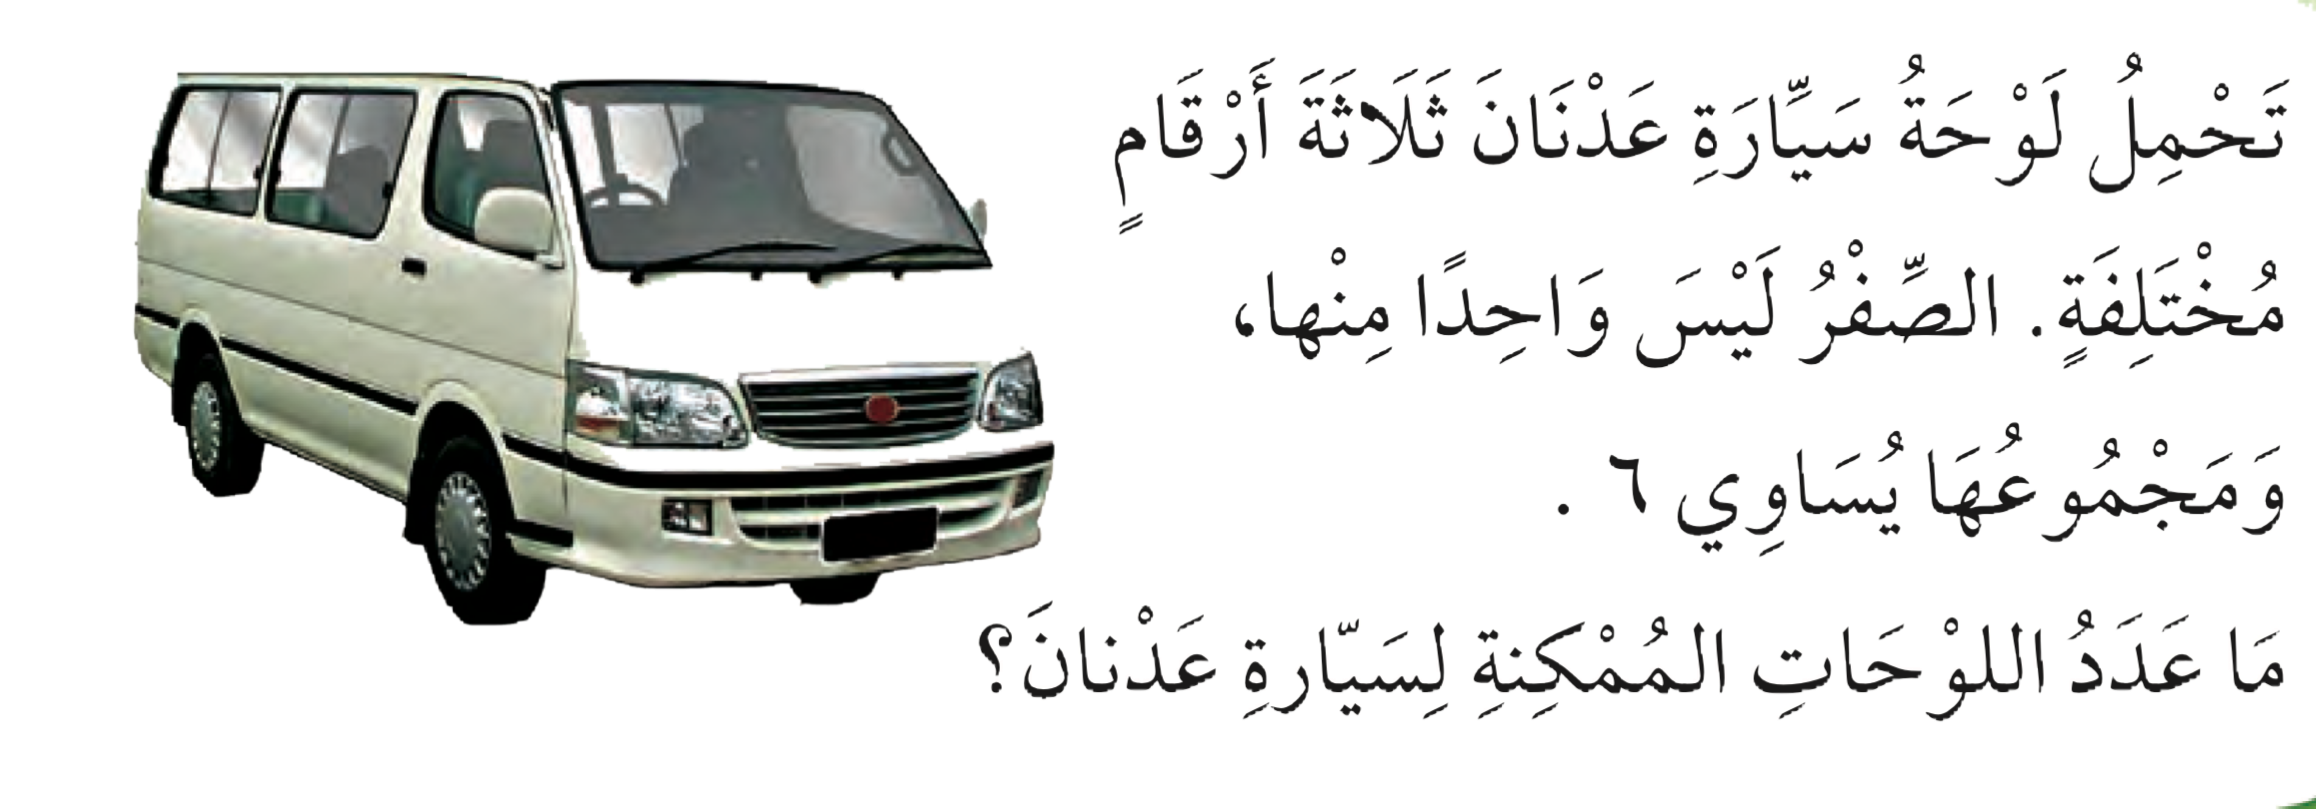 تَحْمِلُ لَوْحَةُ سَيِّارَةِ عَدْنَانَ ثَلَاثَةَ أَرْقَامٍ
مُخْتَلِفَةٍ. الصِّفْرُ لَيْسَ وَاحِدًا مِنْها،
وَمَجْمُوعُهَا يُسَاوِي ٦ .
مَا عَدَدُ اللوْحَاتِ المُمْكِنةِ لِسَيّارةِ عَدْنانَ؟